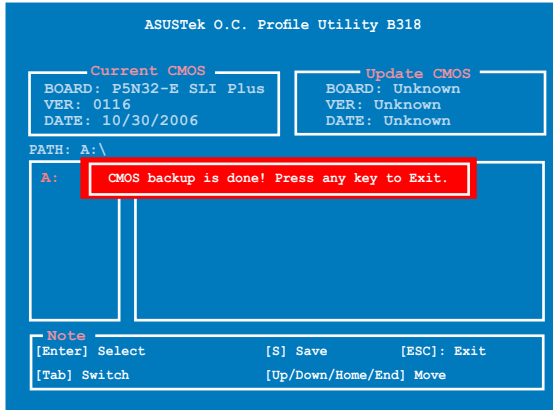 ASUSTek O.C. Profile Utility B318
Current CMOS
BOARD: P5N32-E SLI Plus
VER: 0116
DATE: 10/30/2006
Update CMOS
BOARD: Unknown
VER: Unknown
DATE: Unknown
PATH: A:\
A:
CMOS backup is done! Press any key to Exit.
Note
[Enter] Select [S] Save [ESC]: Exit
[Tab] Switch [Up/Down/Home/End] Move